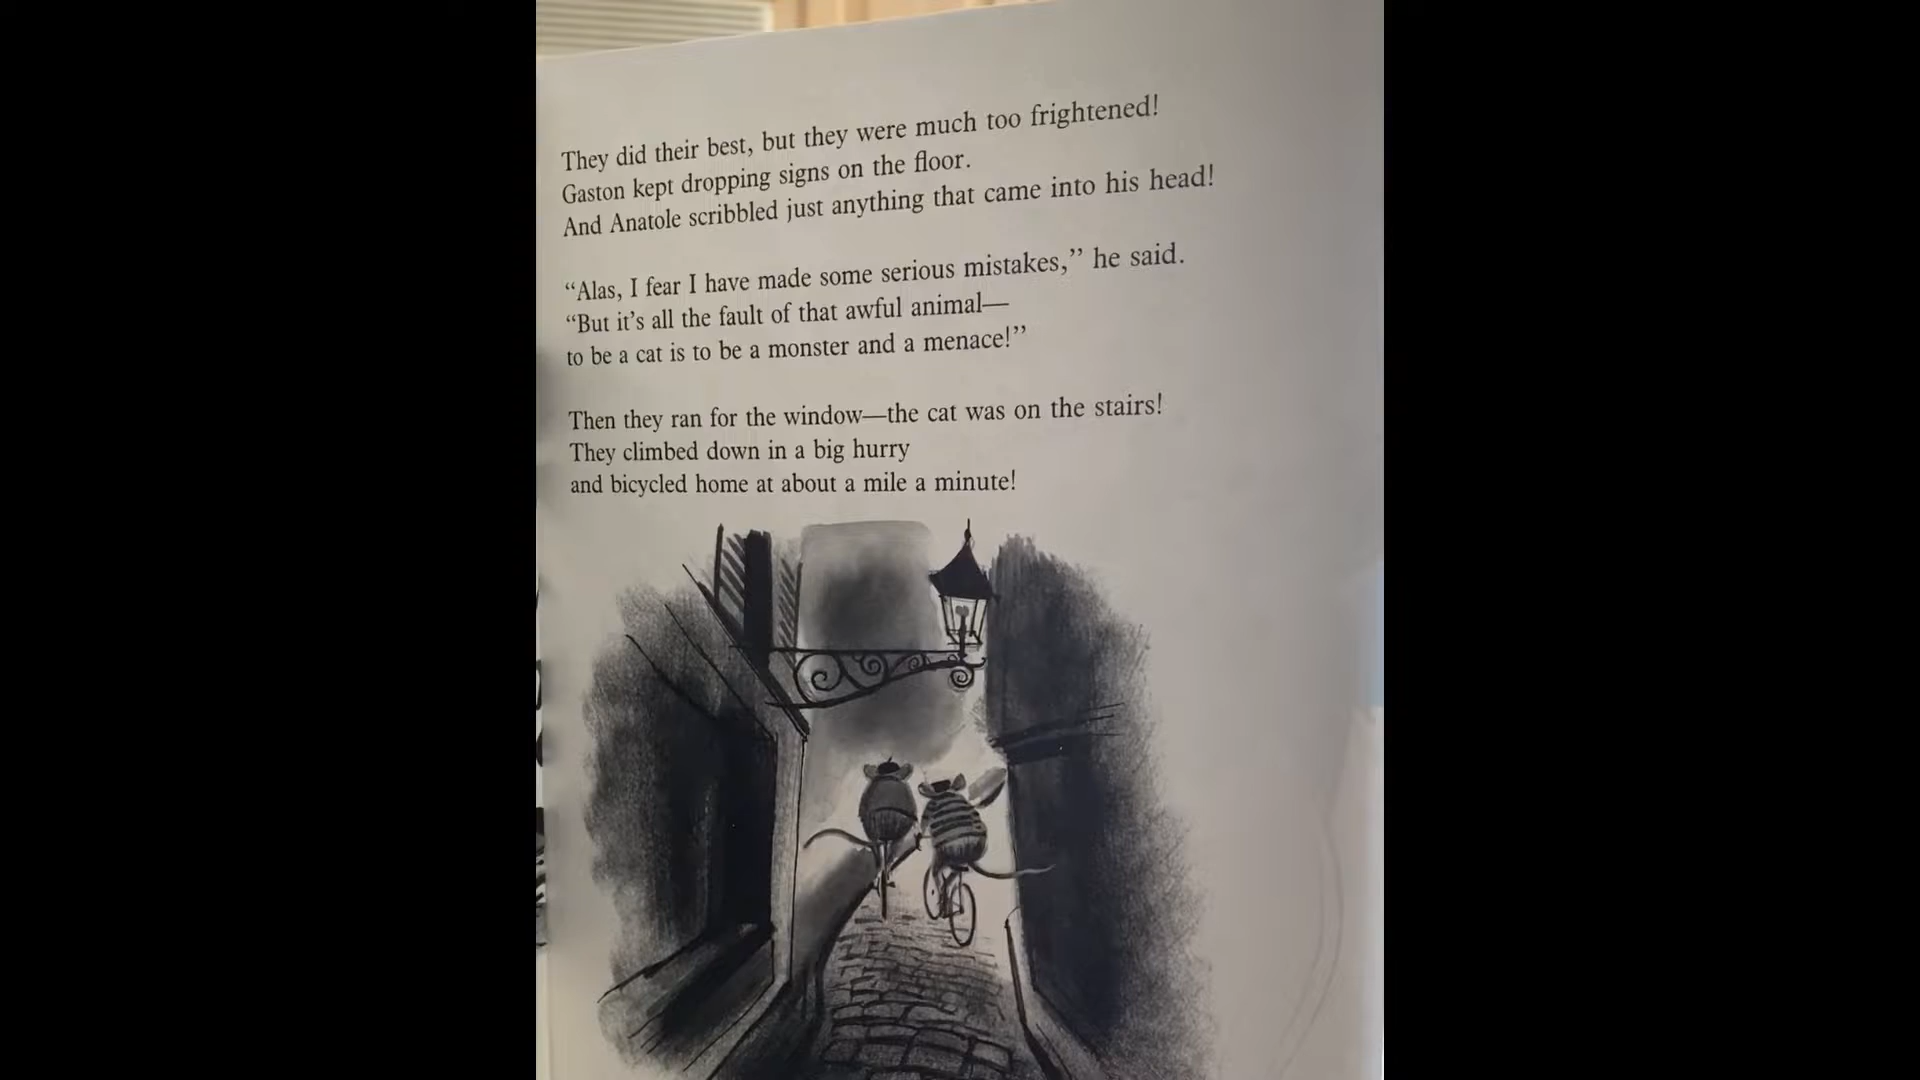 They did their best, but they were much too frightened!
Gaston kept dropping signs on the floor.
And Anatole scribbled just anything that came into his head!
“Alas, I fear I have made some serious mistakes,” he said.
“But it’s all the fault of that awful animal—
to be a cat is to be a monster and a menace!”
Then they ran for the window—the cat was on the stairs!
They climbed down in a big hurry
and bicycled home at about a mile a minute!